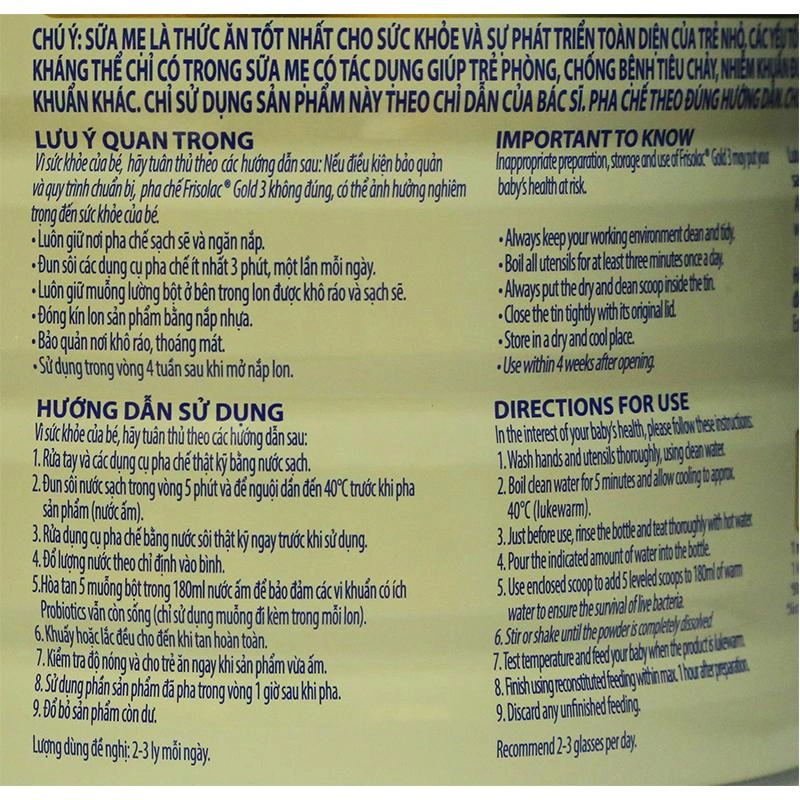 CHÚ Ý: SỮA MẸ LÀ THỨC ĂN TỐT NHẤT CHO SỨC KHỎE VÀ SỰ PHÁT TRIỂN TOÀN DIỆN CỦA TRẺ NHỎ. CÁC YẾU TỐ
KHÁNG THỂ CHỈ CÓ TRONG SỮA MẸ CÓ TÁC DỤNG GIÚP TRẺ PHÒNG, CHỐNG BỆNH TIÊU CHẢY, NHIỄM KHUẨN
KHUẨN KHÁC. CHỈ SỬ DỤNG SẢN PHẨM NÀY THEO CHỈ DẪN CỦA BÁC SĨ. PHA CHẾ THEO ĐÚNG HƯỚNG DẪN.
LƯU Ý QUAN TRỌNG
Vì sức khỏe của bé, hãy tuân thủ theo các hướng dẫn sau: Nếu điều kiện bảo quản
và quy trình chuẩn bị, pha chế Frisolac® Gold 3 không đúng, có thể ảnh hưởng nghiêm
trọng đến sức khỏe của bé.
• Luôn giữ nơi pha chế sạch sẽ và ngăn nắp.
• Đun sôi các dụng cụ pha chế ít nhất 3 phút, một lần mỗi ngày.
• Luôn giữ muỗng lường bột ở bên trong lon được khô ráo và sạch sẽ.
• Đóng kín lon sản phẩm bằng nắp nhựa.
• Bảo quản nơi khô ráo, thoáng mát.
• Sử dụng trong vòng 4 tuần sau khi mở nắp lon.
HƯỚNG DẪN SỬ DỤNG
Vì sức khỏe của bé, hãy tuân thủ theo các hướng dẫn sau:
1. Rửa tay và các dụng cụ pha chế thật kỹ bằng nước sạch.
2. Đun sôi nước sạch trong vòng 5 phút và để nguội dần đến 40°C trước khi pha
sản phẩm (nước ấm).
3. Rửa dụng cụ pha chế bằng nước sôi thật kỹ ngay trước khi sử dụng.
4. Đổ lượng nước theo chỉ định vào bình.
5.Hòa tan 5 muỗng bột trong 180ml nước ấm để bảo đảm các vi khuẩn có ích
Probiotics vẫn còn sống (chỉ sử dụng muỗng đi kèm trong mỗi lon).
6. Khuấy hoặc lắc đều cho đến khi tan hoàn toàn.
7. Kiểm tra độ nóng và cho trẻ ăn ngay khi sản phẩm vừa ấm.
8. Sử dụng phần sản phẩm đã pha trong vòng 1 giờ sau khi pha.
9. Đổ bỏ sản phẩm còn dư.
Lượng dùng đề nghị: 2-3 ly mỗi ngày.
IMPORTANT TO KNOW
Inappropriate preparation, storage and use of Frisolac® Gold 3 may put your
baby's health at risk.
• Always keep your working environment clean and tidy.
• Boil all utensils for at least three minutes once a day.
• Always put the dry and clean scoop inside the tin.
• Close the tin tightly with its original lid.
• Store in a dry and cool place.
• Use within 4 weeks after opening.
DIRECTIONS FOR USE
In the interest of your baby's health, please follow these instructions:
1. Wash hands and utensils thoroughly, using clean water.
2. Boil clean water for 5 minutes and allow cooling to approx.
40°C (lukewarm).
3. Just before use, rinse the bottle and teat thoroughly with hot water.
4. Pour the indicated amount of water into the bottle.
5. Use enclosed scoop to add 5 leveled scoops to 180ml of warm
water to ensure the survival of live bacteria.
6. Stir or shake until the powder is completely dissolved
7. Test temperature and feed your baby when the product is lukewarm.
8. Finish using reconstituted feeding within max. 1 hour after preparation.
9. Discard any unfinished feeding.
Recommend 2-3 glasses per day.